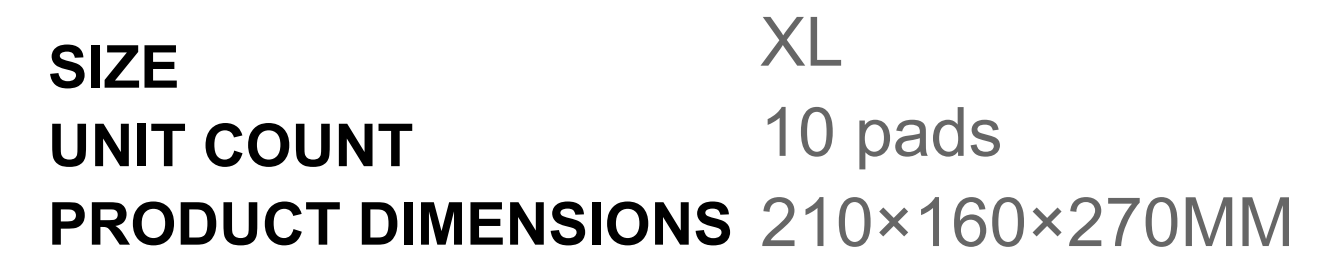 SIZE XL
UNIT COUNT 10 pads
PRODUCT DIMENSIONS 210×160×270MM